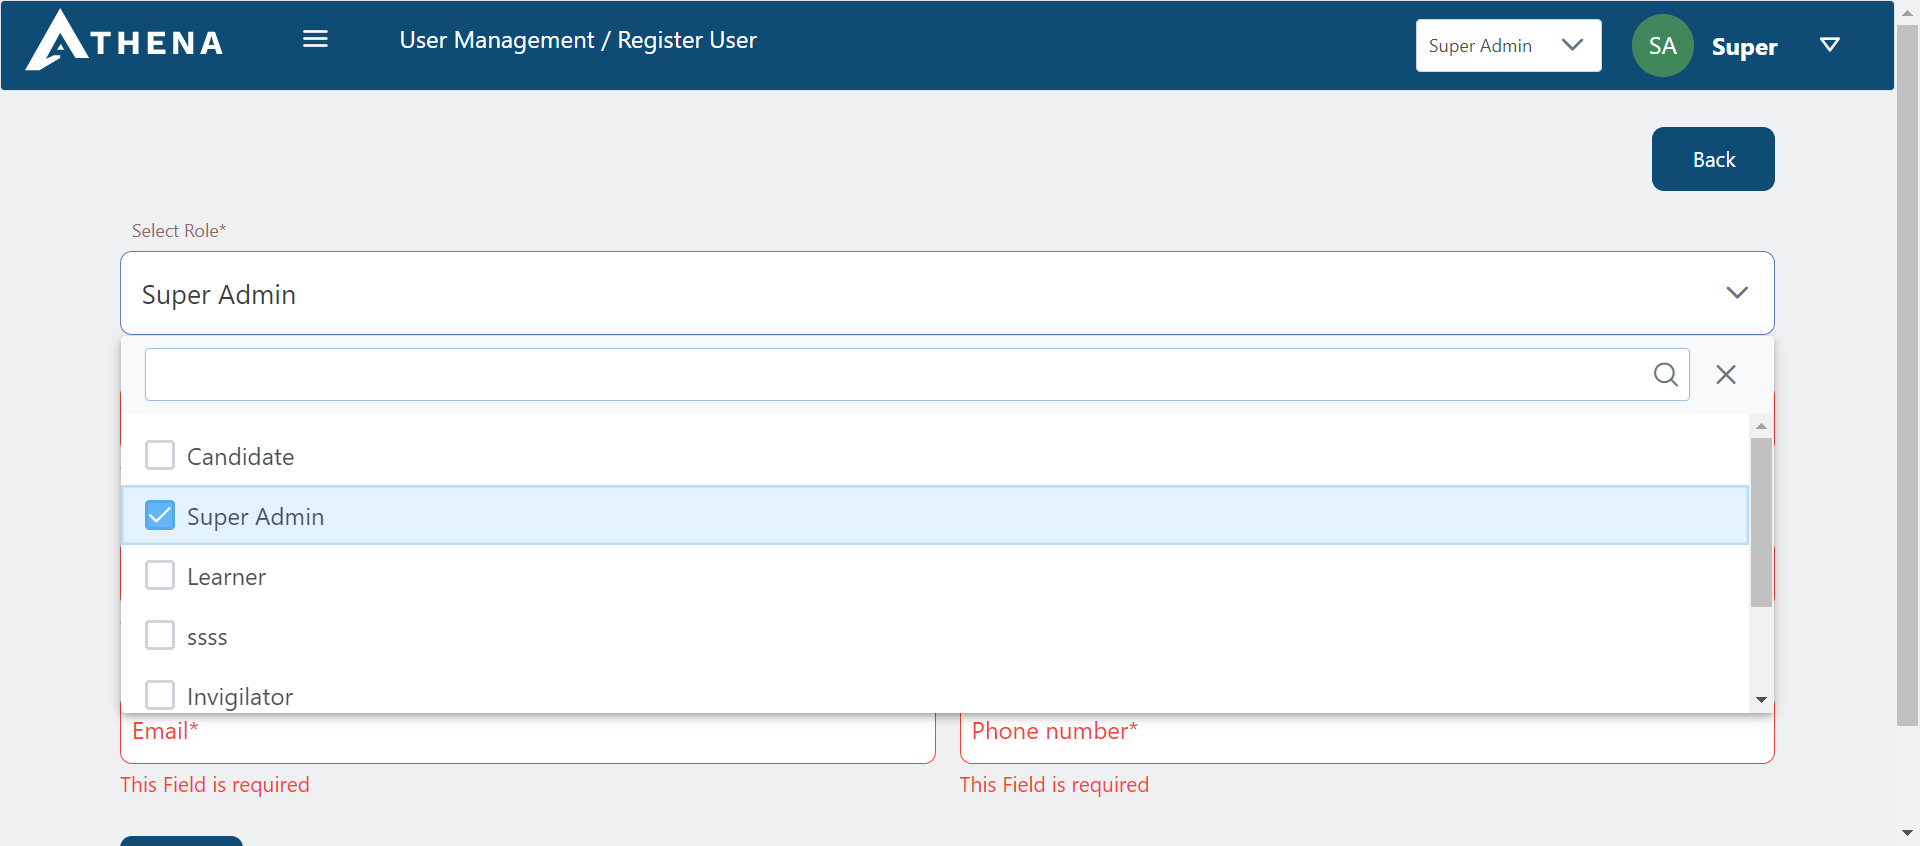 ATHENA
User Management / Register User
Super Admin
SA
Super
Back
Select Role*
Super Admin
Candidate
Super Admin
Learner
ssss
Invigilator
Email*
Phone number*
This Field is required
This Field is required